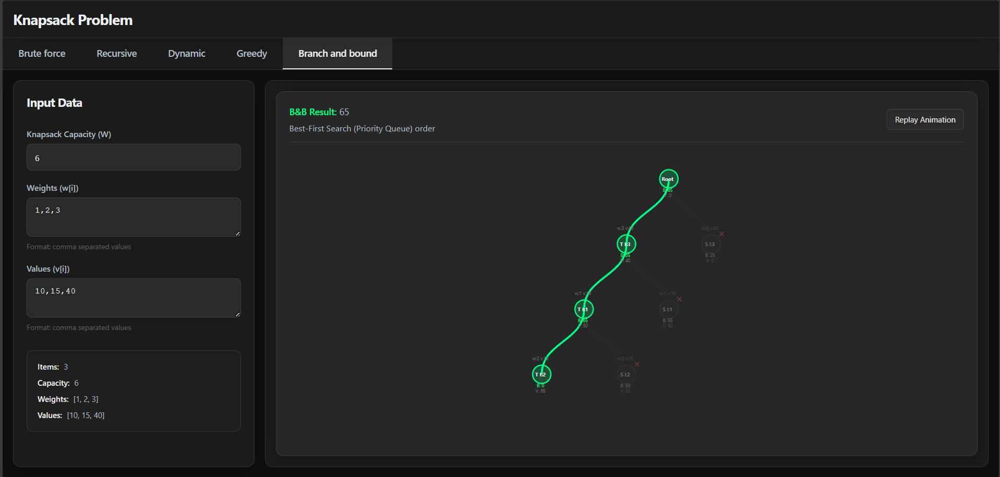 Knapsack Problem
Brute force Recursive Dynamic Greedy Branch and bound
Input Data
Knapsack Capacity (W)
6
Weights (w[i])
1,2,3
Format: comma separated values
Values (v[i])
10,15,40
Format: comma separated values
Items: 3
Capacity: 6
Weights: [1, 2, 3]
Values: [10, 15, 40]
B&B Result: 65
Best-First Search (Priority Queue) order
Replay Animation
Root
B: 65
V: 0
w:3 v:40
T I:3
B: 65
V: 40
w:3 v:40
S I:3
B: 25
V: 0
w:1 v:10
T I:1
B: 65
V: 50
w:1 v:10
S I:1
B: 55
V: 40
w:2 v:15
T I:2
B: 0
V: 65
w:2 v:15
S I:2
B: 50
V: 50